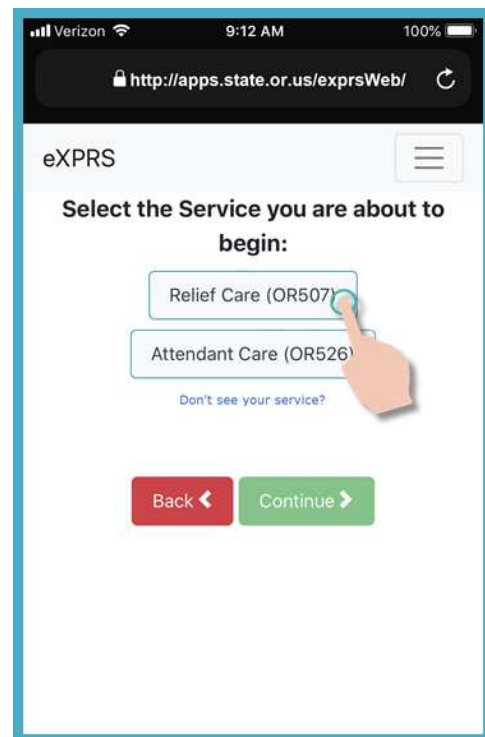 Verizon 9:12 AM 100%
http://apps.state.or.us/exprsWeb/
eXPRS
Select the Service you are about to
begin:
Relief Care (OR507)
Attendant Care (OR526)
Don't see your service?
Back Continue